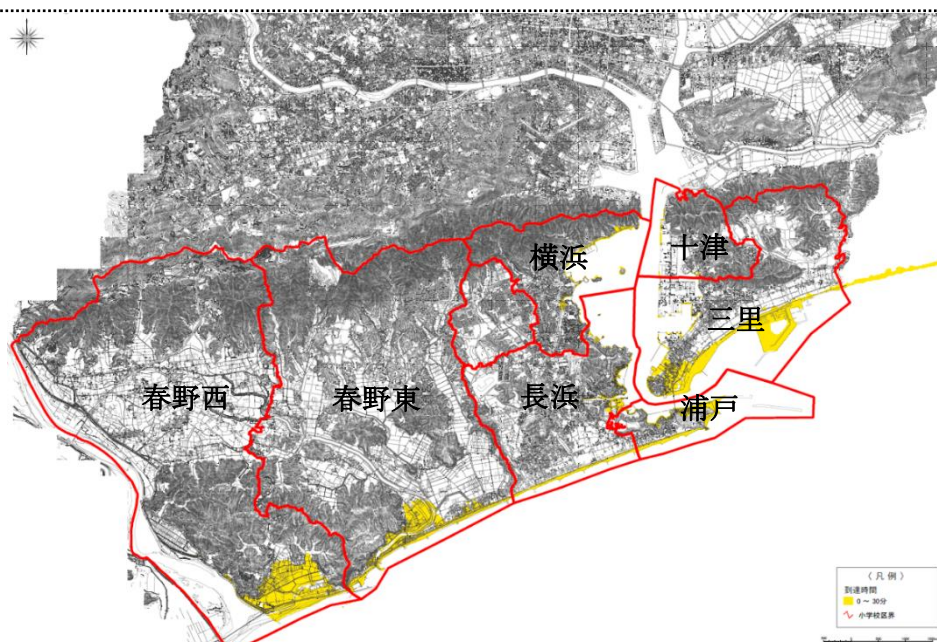 横浜
十津
三里
春野西
春野東
長浜
浦戸
（凡 例）
到達時間
0 ～ 30分
小学校区界